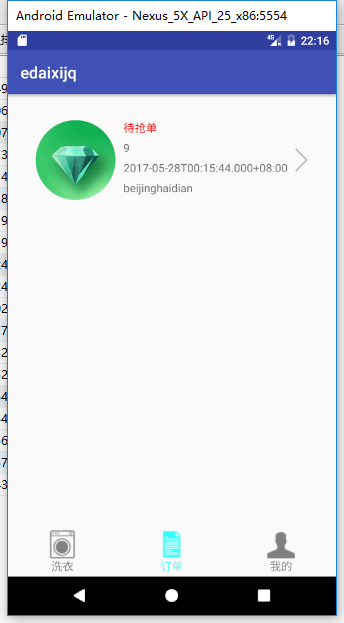 Android Emulator - Nexus_5X_API_25_x86:5554
4G 22:16
edaixijq
待抢单
9
2017-05-28T00:15:44.000+08:00
beijinghaidian
洗衣 订单 我的